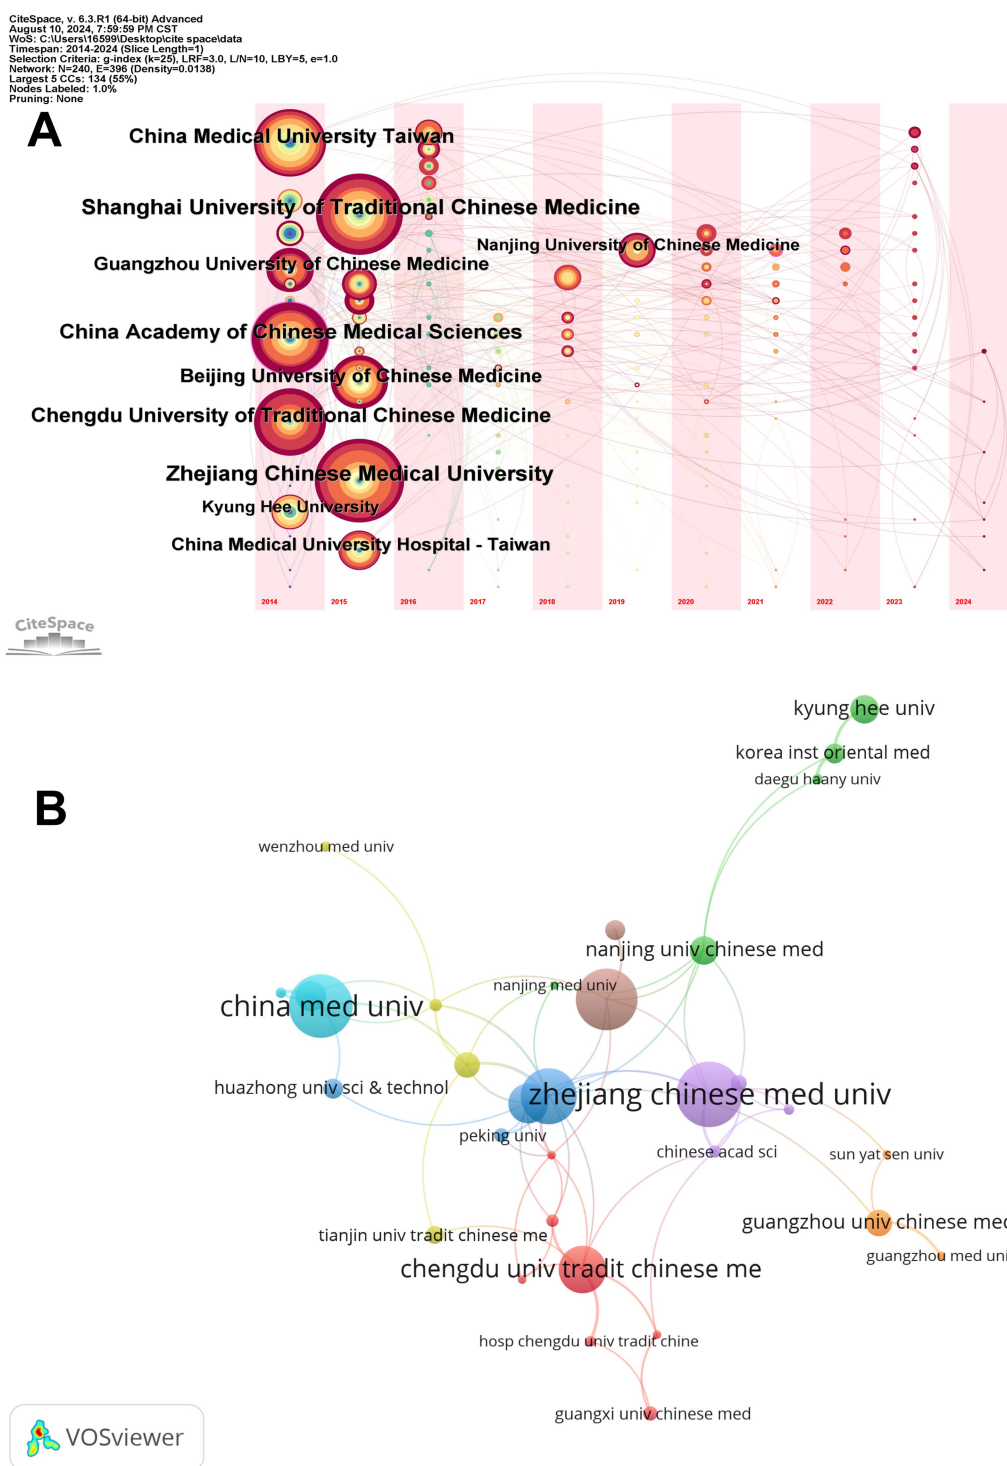 CiteSpace, v. 6.3.R1 (64-bit) Advanced
August 10, 2024, 7:59:59 PM CST
WoS: C:\Users\16599\Desktop\cite space\data
Timespan: 2014-2024 (Slice Length=1)
Selection Criteria: g-index (k=25), LRF=3.0, L/N=10, LBY=5, e=1.0
Network: N=240, E=396 (Density=0.0138)
Largest 5 CCs: 134 (55%)
Nodes Labeled: 1.0%
Pruning: None
A
China Medical University Taiwan
Shanghai University of Traditional Chinese Medicine
Nanjing University of Chinese Medicine
Guangzhou University of Chinese Medicine
China Academy of Chinese Medical Sciences
Beijing University of Chinese Medicine
Chengdu University of Traditional Chinese Medicine
Zhejiang Chinese Medical University
Kyung Hee University
China Medical University Hospital - Taiwan
2014 2015 2016 2017 2018 2019 2020 2021 2022 2023 2024
CiteSpace
B
kyung hee univ
korea inst oriental med
daegu haany univ
wenzhou med univ
nanjing univ chinese med
nanjing med univ
china med univ
huazhong univ sci & technol
zhejiang chinese med univ
peking univ
chinese acad sci
sun yat sen univ
guangzhou univ chinese med
tianjin univ tradit chinese me
guangzhou med uni
chengdu univ tradit chinese me
hosp chengdu univ tradit chine
guangxi univ chinese med
VOSviewer